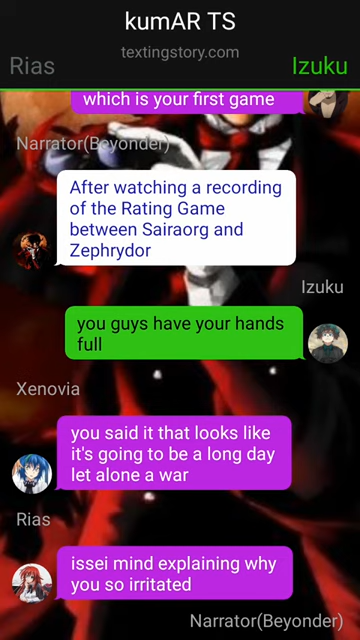 kumAR TS
textingstory.com
Rias
Izuku
which is your first game
Narrator(Beyonder)
After watching a recording
of the Rating Game
between Sairaorg and
Zephrydor
Izuku
you guys have your hands
full
Xenovia
you said it that looks like
it's going to be a long day
let alone a war
Rias
issei mind explaining why
you so irritated
Narrator(Beyonder)